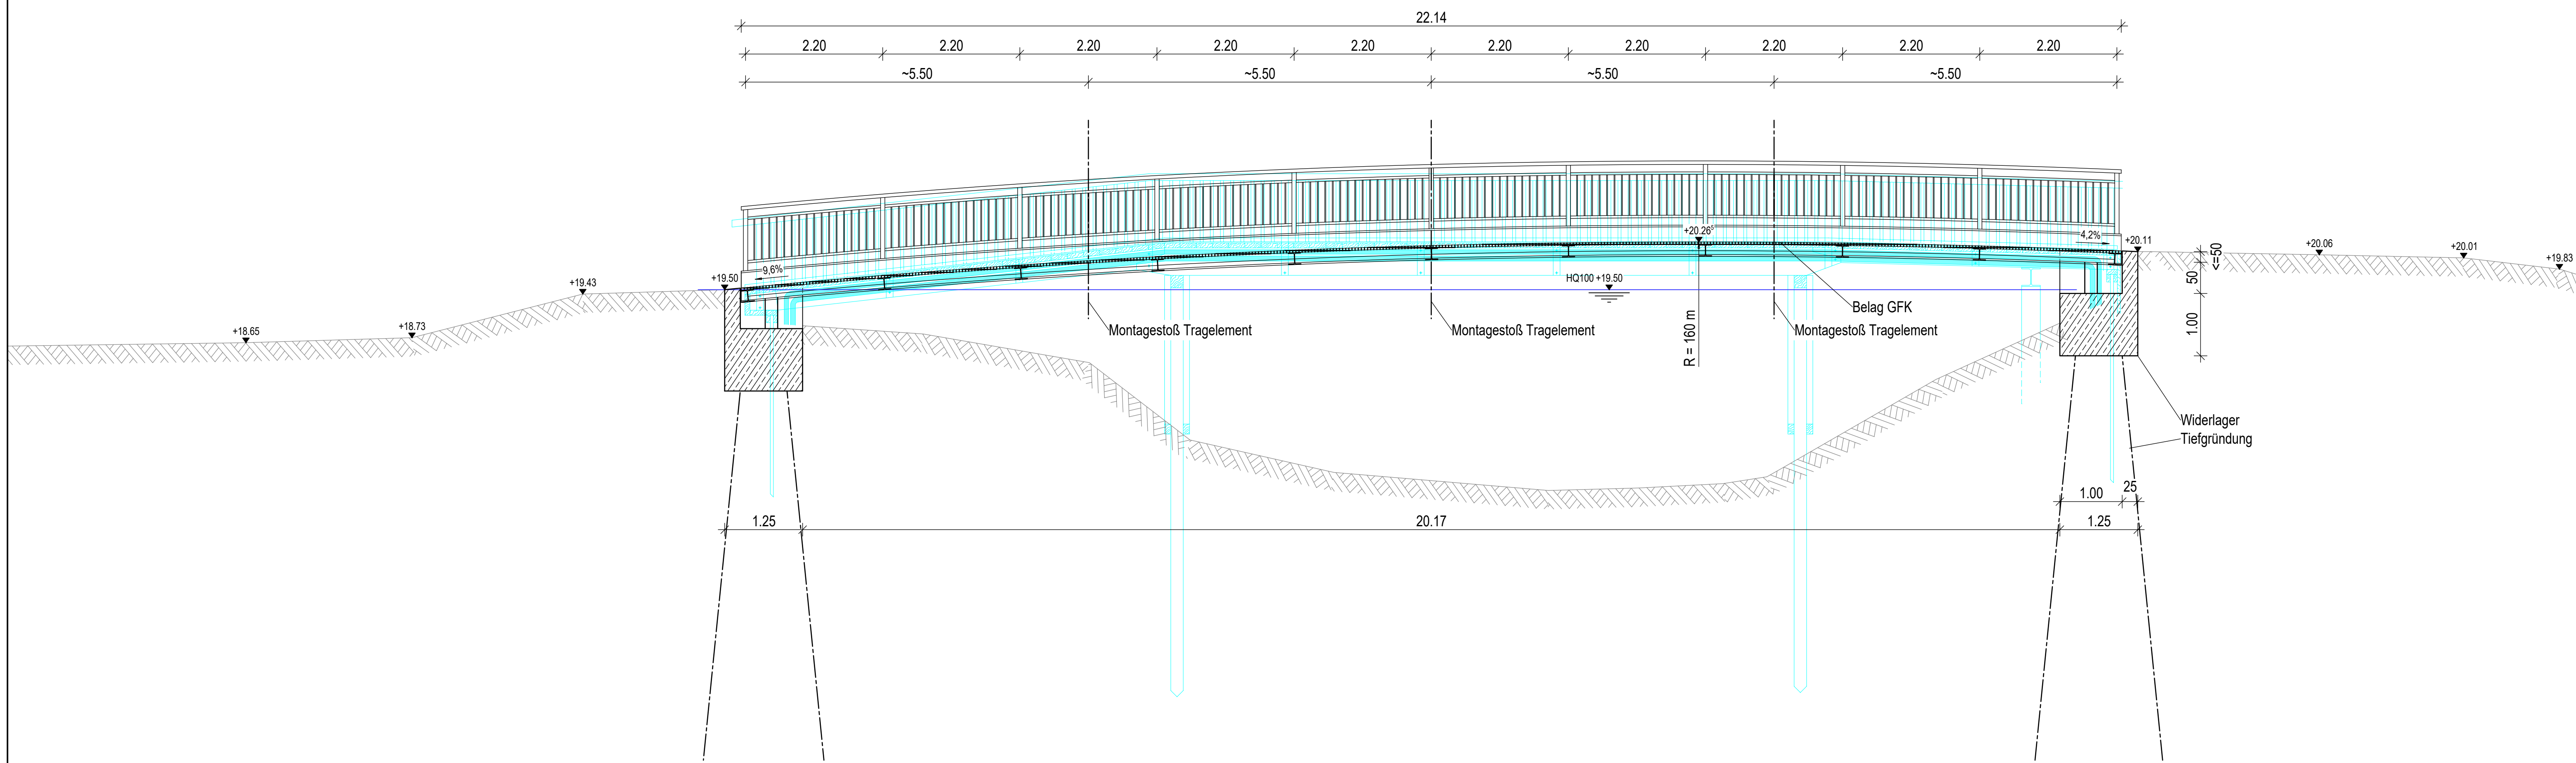 22.14
2.20 2.20 2.20 2.20 2.20 2.20 2.20 2.20 2.20 2.20
~5.50 ~5.50 ~5.50 ~5.50
+20.26⁵
4,2%
+20.11
<=50
+20.06
+20.01
+19.83
9,6%
+19.50
+19.43
HQ100 +19.50
50
Belag GFK
+18.65
+18.73
Montagestoß Tragelement
Montagestoß Tragelement
R = 160 m
Montagestoß Tragelement
1.00
Widerlager
Tiefgründung
1.00 25
1.25 20.17 1.25